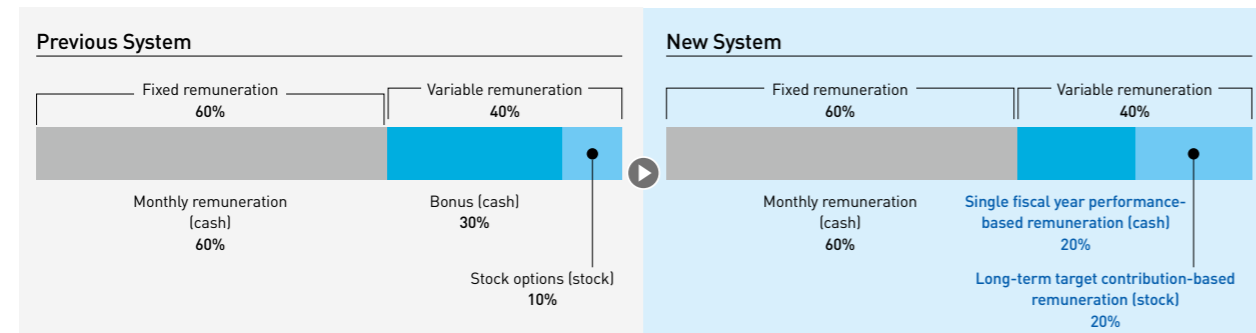 Previous System
Fixed remuneration
60%
Variable remuneration
40%
Monthly remuneration
(cash)
60%
Bonus (cash)
30%
Stock options (stock)
10%
New System
Fixed remuneration
60%
Variable remuneration
40%
Monthly remuneration
(cash)
60%
Single fiscal year performance-
based remuneration (cash)
20%
Long-term target contribution-based
remuneration (stock)
20%